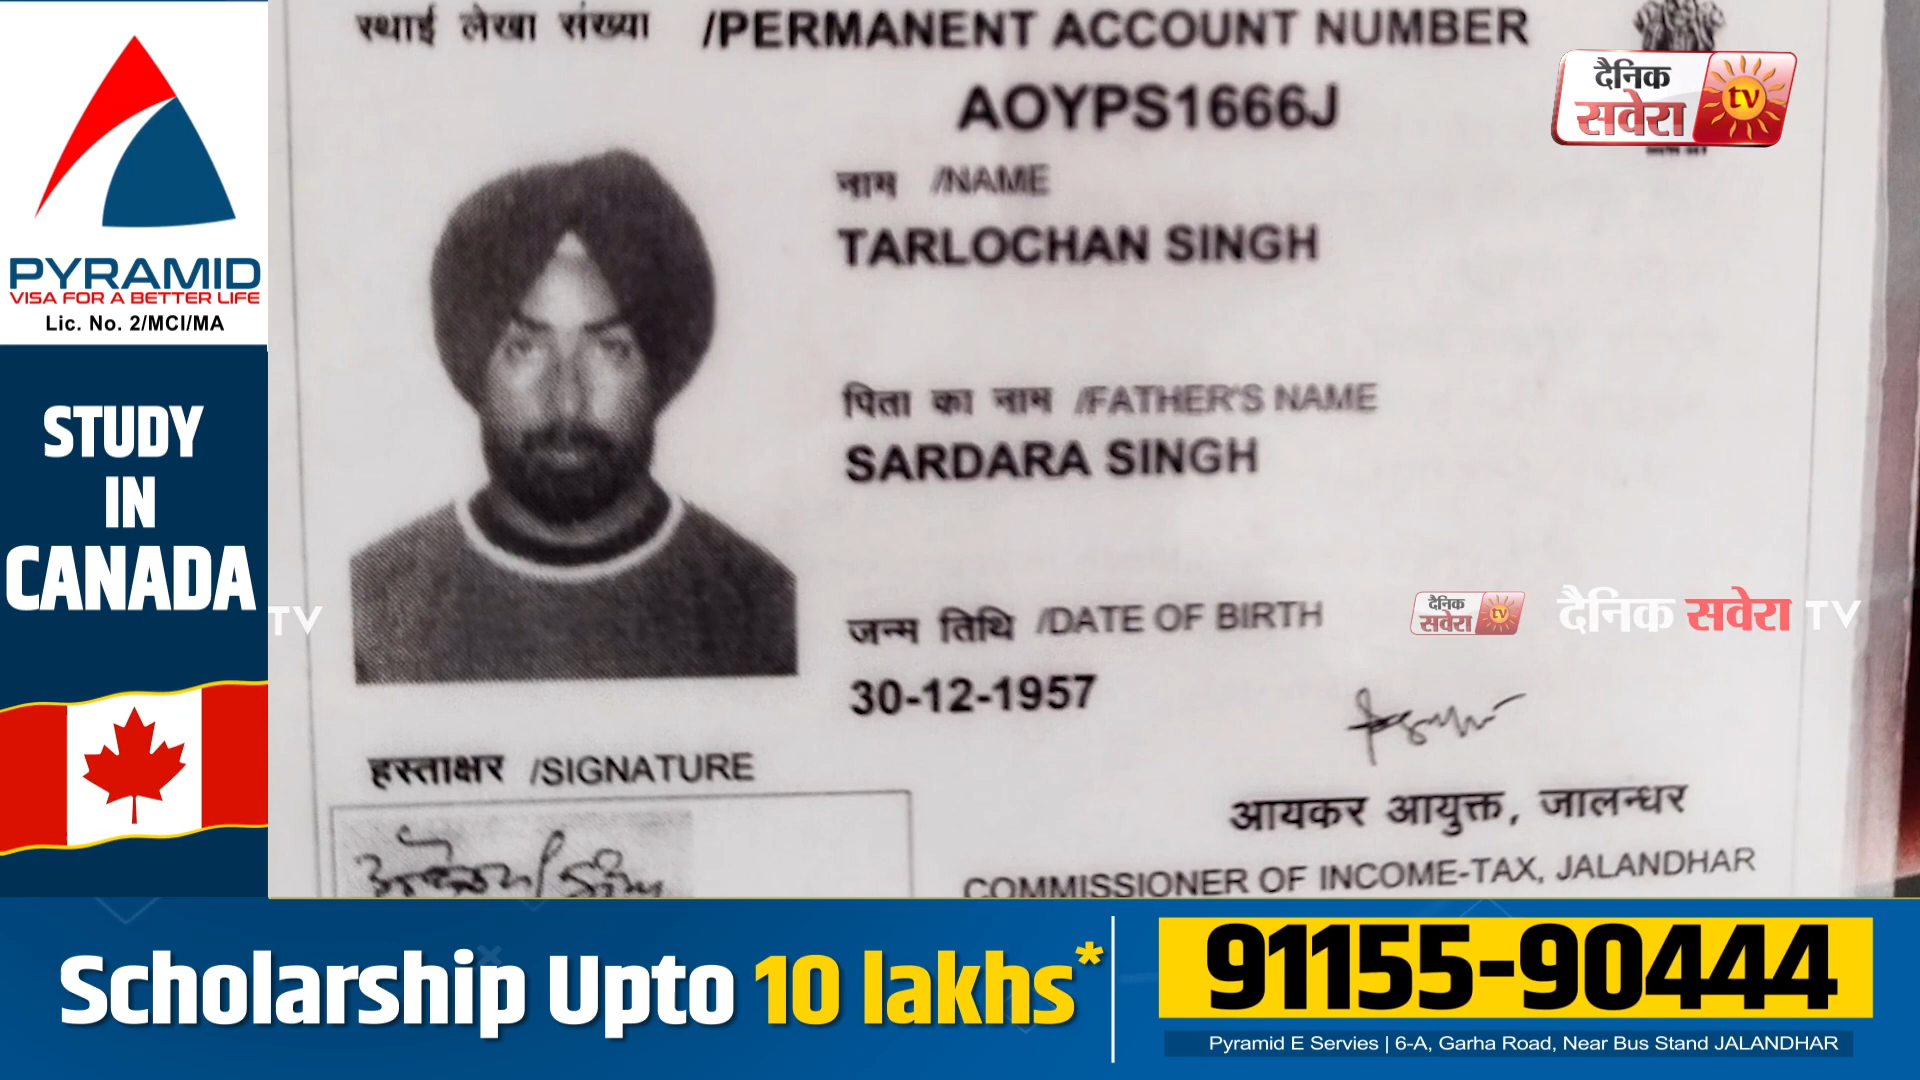 स्थाई लेखा संख्या /PERMANENT ACCOUNT NUMBER
AOYPS1666J
दैनिक
सवेरा tv
नाम /NAME
TARLOCHAN SINGH
पिता का नाम /FATHER'S NAME
SARDARA SINGH
जन्म तिथि /DATE OF BIRTH
30-12-1957
दैनिक
सवेरा tv
दैनिक सवेरा TV
TV
हस्ताक्षर /SIGNATURE
आयकर आयुक्त, जालन्धर
COMMISSIONER OF INCOME-TAX, JALANDHAR
PYRAMID
VISA FOR A BETTER LIFE
Lic. No. 2/MCI/MA
STUDY
IN
CANADA
Scholarship Upto 10 lakhs*
91155-90444
Pyramid E Servies | 6-A, Garha Road, Near Bus Stand JALANDHAR